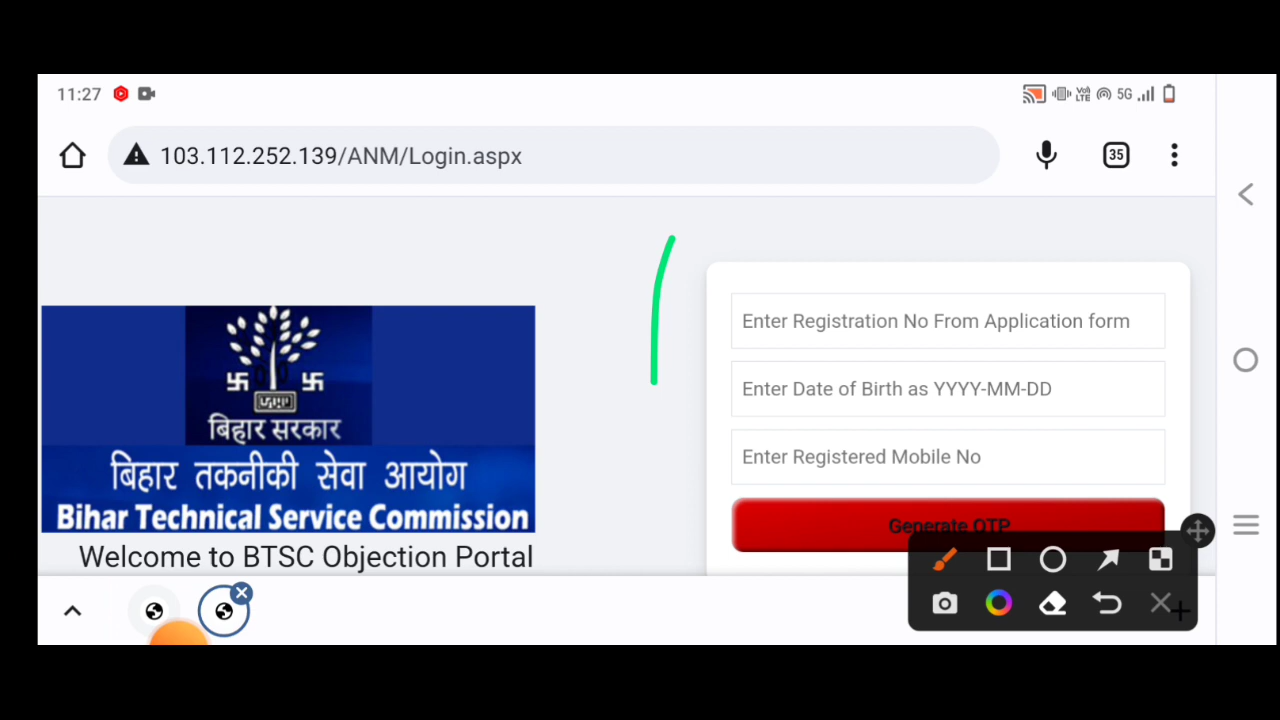 11:27
Vo) LTE 5G
103.112.252.139/ANM/Login.aspx
35
बिहार सरकार
बिहार तकनीकी सेवा आयोग
Bihar Technical Service Commission
Welcome to BTSC Objection Portal
Enter Registration No From Application form
Enter Date of Birth as YYYY-MM-DD
Enter Registered Mobile No
Generate OTP